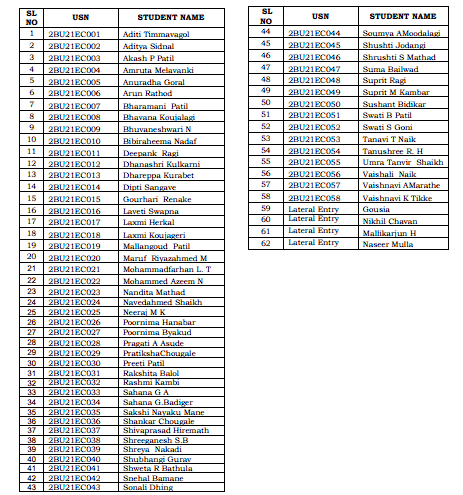 SL NO USN STUDENT NAME
1 2BU21EC001 Aditi Timmavagol
2 2BU21EC002 Aditya Sidnal
3 2BU21EC003 Akash P Patil
4 2BU21EC004 Amruta Melavanki
5 2BU21EC005 Anuradha Goral
6 2BU21EC006 Arun Rathod
7 2BU21EC007 Bharamani Patil
8 2BU21EC008 Bhavana Koujalagi
9 2BU21EC009 Bhuvaneshwari N
10 2BU21EC010 Bibiraheema Nadaf
11 2BU21EC011 Deepank Ragi
12 2BU21EC012 Dhanashri Kulkarni
13 2BU21EC013 Dhareppa Kurabet
14 2BU21EC014 Dipti Sangave
15 2BU21EC015 Gourhari Renake
16 2BU21EC016 Laveti Swapna
17 2BU21EC017 Laxmi Herkal
18 2BU21EC018 Laxmi Koujageri
19 2BU21EC019 Mallangoud Patil
20 2BU21EC020 Maruf Riyazahmed M
21 2BU21EC021 Mohammadfarhan L. T
22 2BU21EC022 Mohammed Azeem N
23 2BU21EC023 Nandita Mathad
24 2BU21EC024 Navedahmed Shaikh
25 2BU21EC025 Neeraj M K
26 2BU21EC026 Poornima Hanabar
27 2BU21EC027 Poornima Byakud
28 2BU21EC028 Pragati A Asude
29 2BU21EC029 PratikshaChougale
30 2BU21EC030 Preeti Patil
31 2BU21EC031 Rakshita Balol
32 2BU21EC032 Rashmi Kambi
33 2BU21EC033 Sahana G A
34 2BU21EC034 Sahana G.Badiger
35 2BU21EC035 Sakshi Nayaku Mane
36 2BU21EC036 Shankar Chougale
37 2BU21EC037 Shivaprasad Hiremath
38 2BU21EC038 Shreeganesh S.B
39 2BU21EC039 Shreya Nakadi
40 2BU21EC040 Shubhangi Gurav
41 2BU21EC041 Shweta R Bathula
42 2BU21EC042 Snehal Bamane
43 2BU21EC043 Sonali Dhing
SL NO USN STUDENT NAME
44 2BU21EC044 Soumya AMoodalagi
45 2BU21EC045 Shushti Jodangi
46 2BU21EC046 Shrushti S Mathad
47 2BU21EC047 Suma Bailwad
48 2BU21EC048 Suprit Ragi
49 2BU21EC049 Suprit M Kambar
50 2BU21EC050 Sushant Bidikar
51 2BU21EC051 Swati B Patil
52 2BU21EC052 Swati S Goni
53 2BU21EC053 Tanavi T Naik
54 2BU21EC054 Tanushree R. H
55 2BU21EC055 Umra Tanvir Shaikh
56 2BU21EC056 Vaishali Naik
57 2BU21EC057 Vaishnavi AMarathe
58 2BU21EC058 Vaishnavi K Tikke
59 Lateral Entry Gousia
60 Lateral Entry Nikhil Chavan
61 Lateral Entry Mallikarjun H
62 Lateral Entry Naseer Mulla